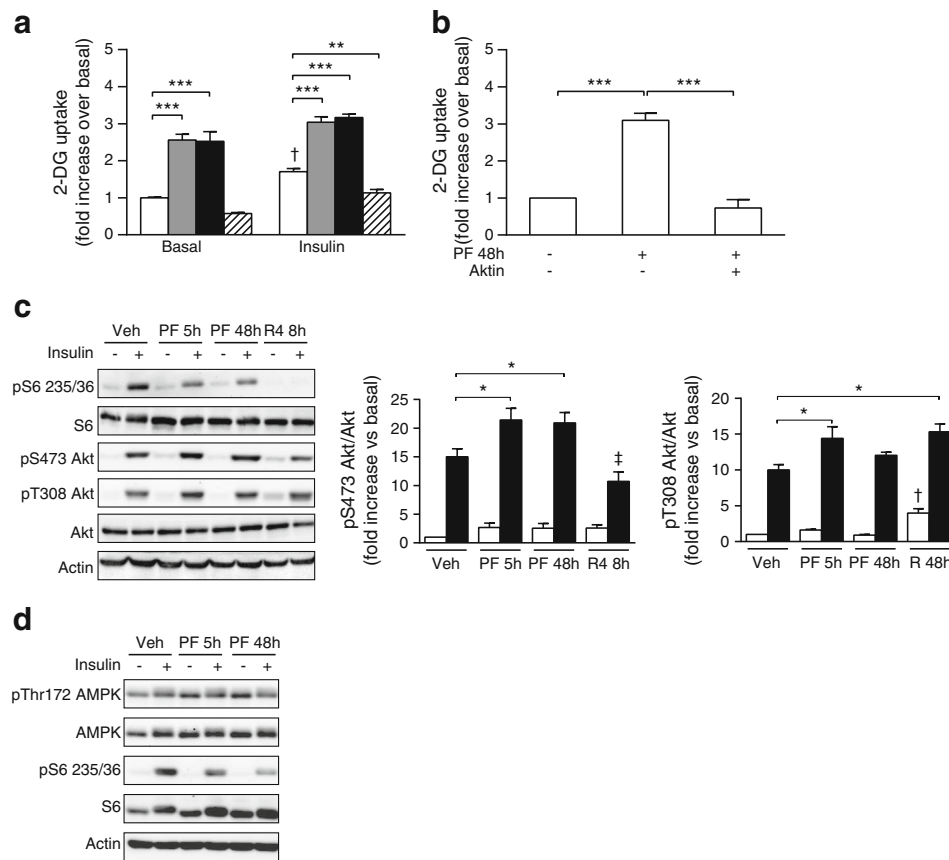 a
2-DG uptake
(fold increase over basal)
5
4
3
2
1
0
***
***
**
***
***
†
Basal
Insulin
b
2-DG uptake
(fold increase over basal)
5
4
3
2
1
0
***
***
PF 48h - + +
Aktin - - +
c
Veh PF 5h PF 48h R4 8h
Insulin - + - + - + - +
pS6 235/36
S6
pS473 Akt
pT308 Akt
Akt
Actin
pS473 Akt/Akt
(fold increase vs basal)
25
20
15
10
5
0
*
*
‡
Veh PF 5h PF 48h R4 8h
pT308 Akt/Akt
(fold increase vs basal)
20
15
10
5
0
*
*
†
Veh PF 5h PF 48h R 48h
d
Veh PF 5h PF 48h
Insulin - + - + - +
pThr172 AMPK
AMPK
pS6 235/36
S6
Actin